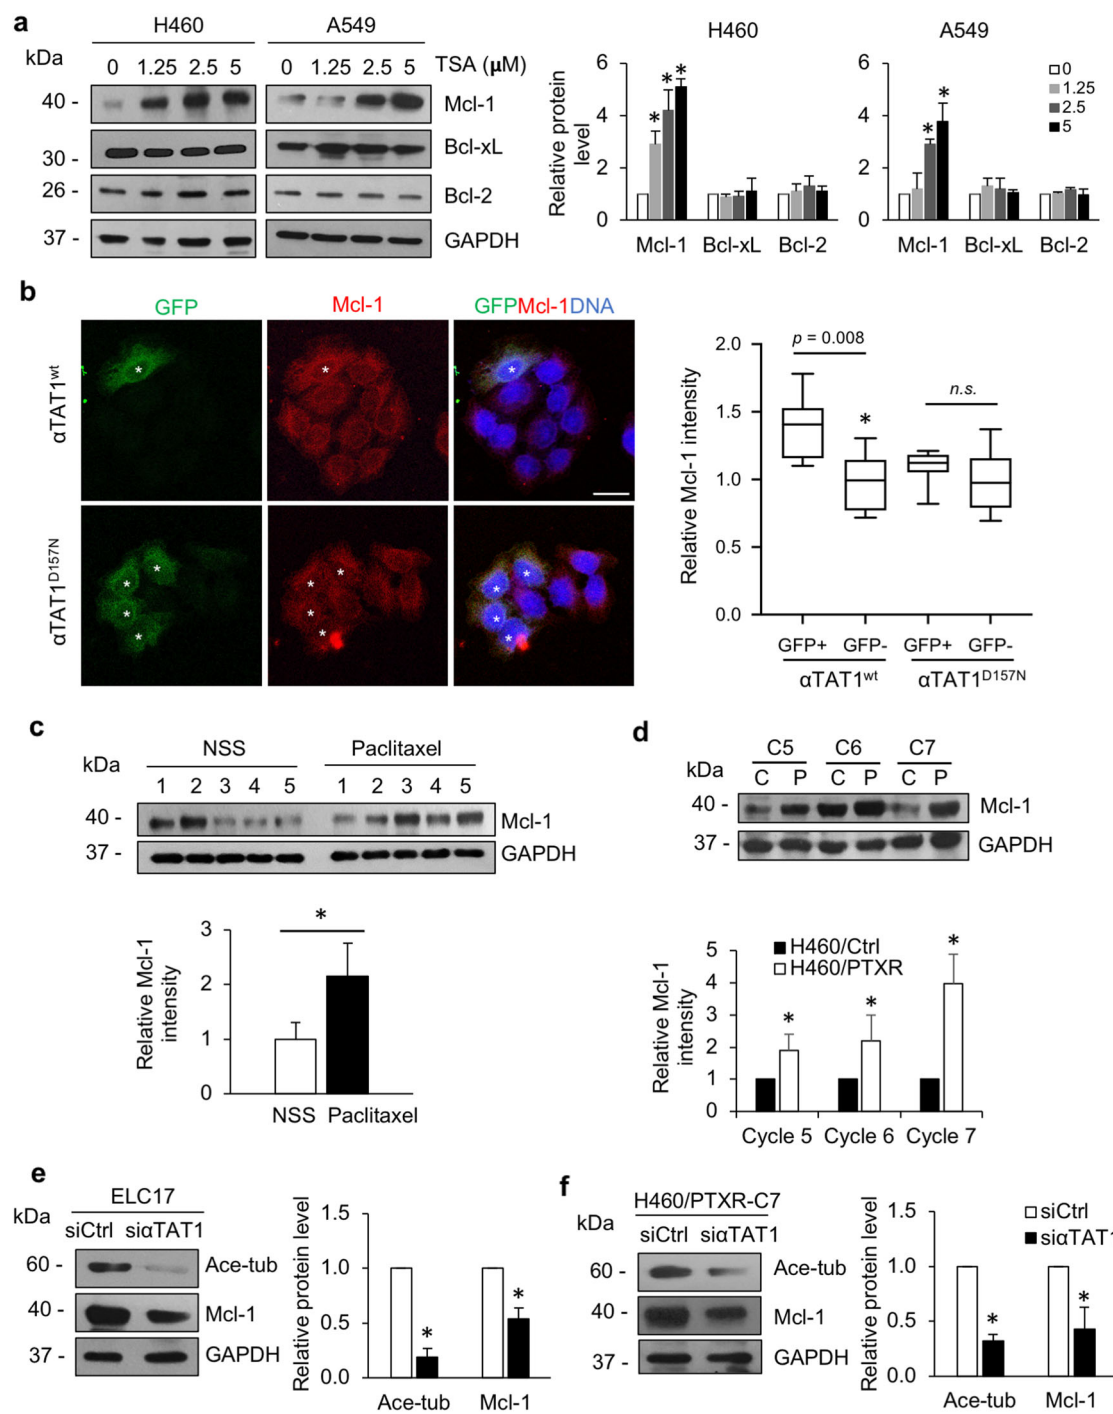 a
H460
A549
kDa
0 1.25 2.5 5
0 1.25 2.5 5
TSA (μM)
40 -
Mcl-1
30 -
Bcl-xL
26 -
Bcl-2
37 -
GAPDH
H460
Relative protein level
6
4
2
0
Mcl-1 Bcl-xL Bcl-2
*
*
*
A549
6
4
2
0
Mcl-1 Bcl-xL Bcl-2
*
*
0
1.25
2.5
5
b
GFP
Mcl-1
GFPMcl-1DNA
αTAT1wt
*
*
*
αTAT1D157N
* * * *
* * * *
* * * *
Relative Mcl-1 intensity
2.0
1.5
1.0
0.5
0.0
p = 0.008
*
n.s.
GFP+ GFP- GFP+ GFP-
αTAT1wt αTAT1D157N
c
NSS
Paclitaxel
kDa
1 2 3 4 5
1 2 3 4 5
40 -
Mcl-1
37 -
GAPDH
Relative Mcl-1 intensity
3
2
1
0
*
NSS Paclitaxel
d
C5 C6 C7
kDa
C P C P C P
40 -
Mcl-1
37 -
GAPDH
Relative Mcl-1 intensity
5
4
3
2
1
0
H460/Ctrl
H460/PTXR
*
*
*
Cycle 5 Cycle 6 Cycle 7
e
ELC17
kDa
siCtrl siαTAT1
60 -
Ace-tub
40 -
Mcl-1
37 -
GAPDH
Relative protein level
1.5
1.0
0.5
0.0
*
*
Ace-tub Mcl-1
f
H460/PTXR-C7
kDa
siCtrl siαTAT1
60 -
Ace-tub
40 -
Mcl-1
37 -
GAPDH
Relative protein level
1.5
1.0
0.5
0.0
siCtrl
siαTAT1
*
*
Ace-tub Mcl-1